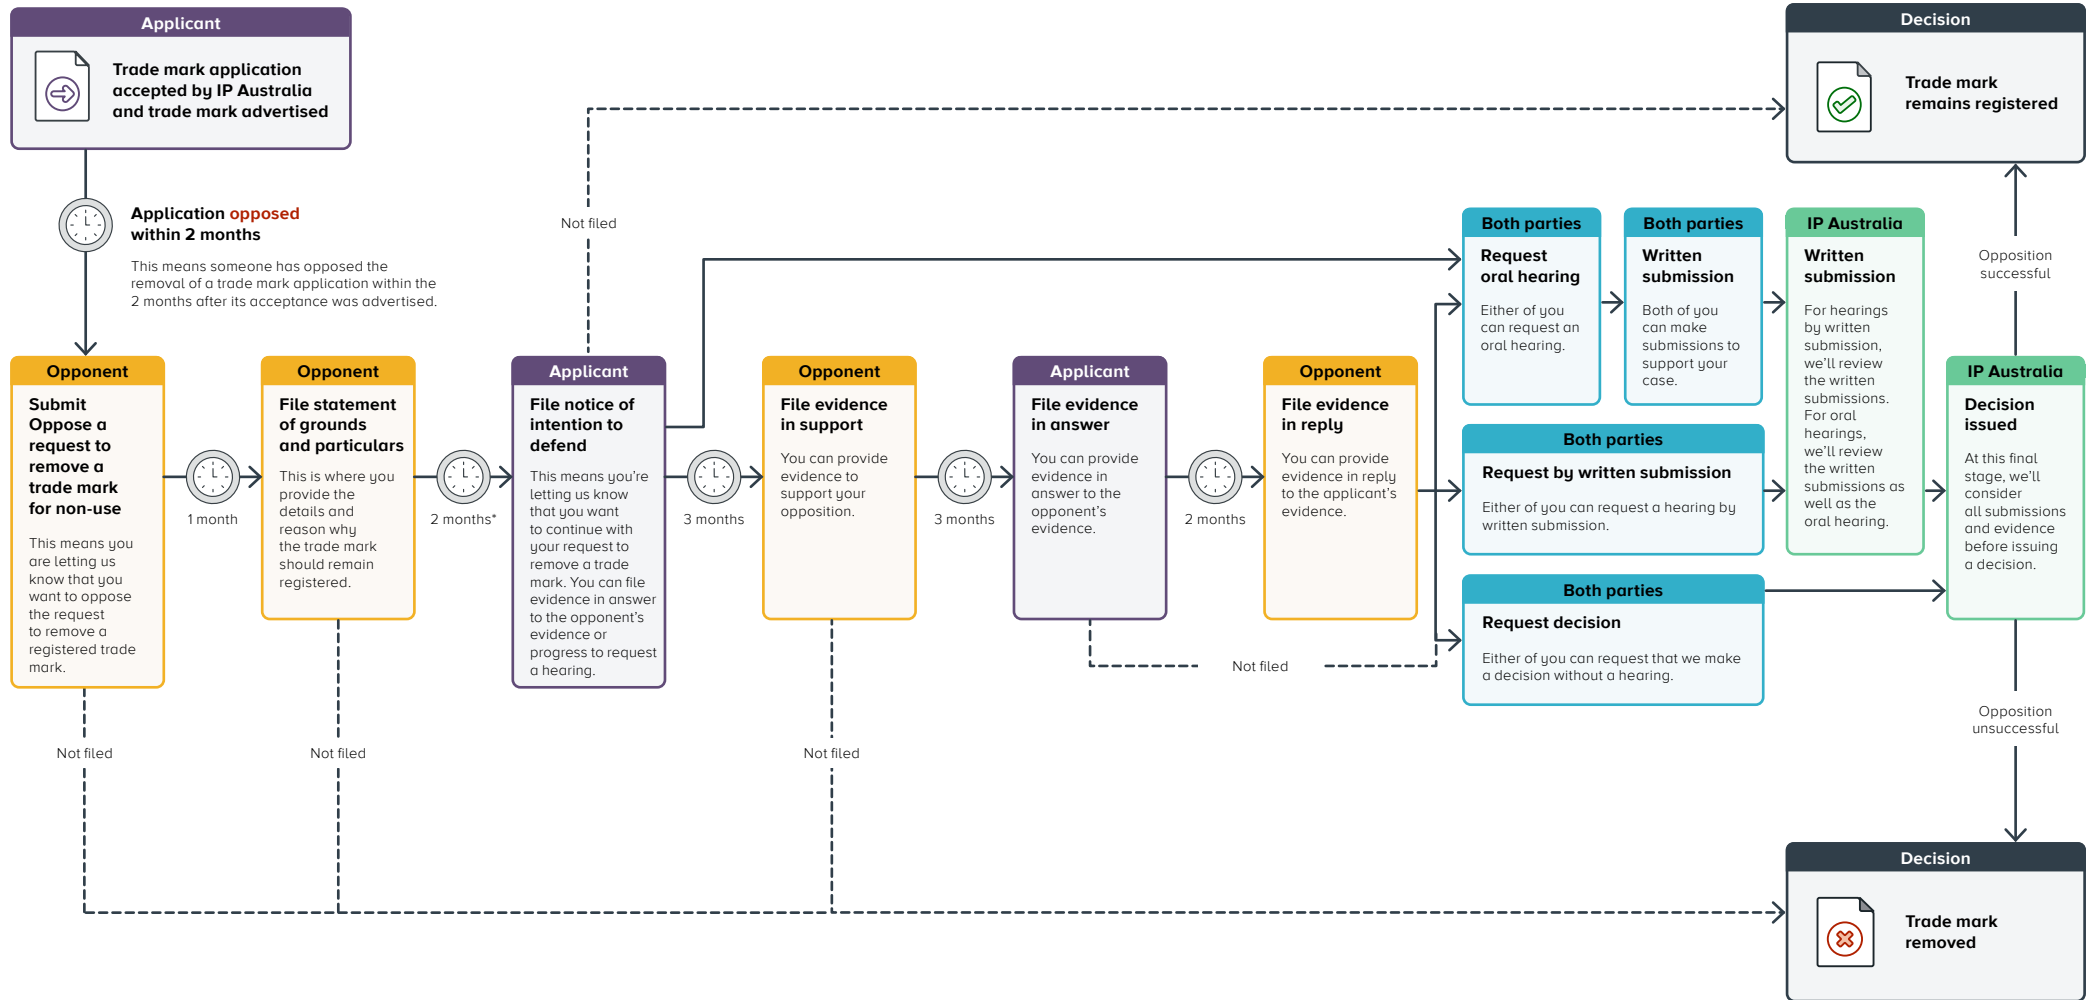 Applicant
Trade mark application
accepted by IP Australia
and trade mark advertised
Decision
Trade mark
remains registered
Application opposed
within 2 months
This means someone has opposed the
removal of a trade mark application within the
2 months after its acceptance was advertised.
Not filed
Opponent
Submit
Oppose a
request to
remove a
trade mark
for non-use
This means you
are letting us
know that you
want to oppose
the request
to remove a
registered trade
mark.
1 month
Opponent
File statement
of grounds
and particulars
This is where you
provide the
details and
reason why
the trade mark
should remain
registered.
2 months*
Applicant
File notice of
intention to
defend
This means you're
letting us know
that you want
to continue with
your request to
remove a trade
mark. You can file
evidence in answer
to the opponent's
evidence or
progress to request
a hearing.
3 months
Opponent
File evidence
in support
You can provide
evidence to
support your
opposition.
3 months
Applicant
File evidence
in answer
You can provide
evidence in
answer to the
opponent's
evidence.
2 months
Opponent
File evidence
in reply
You can provide
evidence in reply
to the applicant's
evidence.
Both parties
Request
oral hearing
Either of you
can request an
oral hearing.
Both parties
Written
submission
Both of you
can make
submissions to
support your
case.
IP Australia
Written
submission
For hearings
by written
submission,
we'll review
the written
submissions.
For oral
hearings,
we'll review
the written
submissions as
well as the
oral hearing.
Both parties
Request by written submission
Either of you can request a hearing by
written submission.
Both parties
Request decision
Either of you can request that we make
a decision without a hearing.
Opposition
successful
IP Australia
Decision
issued
At this final
stage, we'll
consider
all submissions
and evidence
before issuing
a decision.
Opposition
unsuccessful
Not filed
Not filed
Not filed
Not filed
Decision
Trade mark
removed